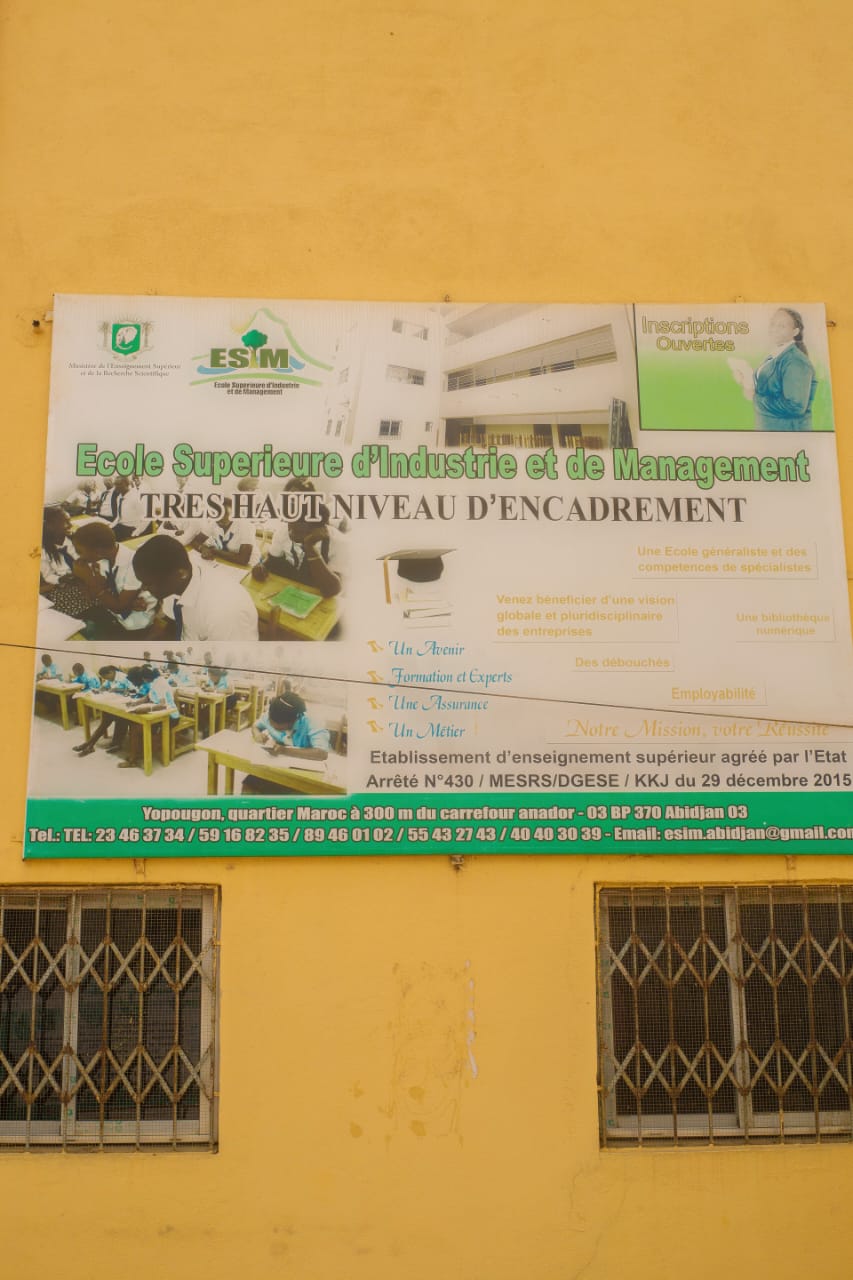 Ministère de l'Enseignement Supérieur
et de la Recherche Scientifique
ESIM
Ecole Superieure d'Industrie
et de Management
Inscriptions
Ouvertes
Ecole Superieure d'Industrie et de Management
TRES HAUT NIVEAU D'ENCADREMENT
Une Ecole généraliste et des
competences de spécialistes
Venez bénéficier d'une vision
globale et pluridisciplinaire
des entreprises
Une bibliothèque
numérique
Des débouchés
Employabilité
Un Avenir
Formation et Experts
Une Assurance
Un Métier
Notre Mission, votre Réussite
Etablissement d'enseignement supérieur agréé par l'Etat
Arrêté N°430 / MESRS/DGESE / KKJ du 29 décembre 2015
Yopougon, quartier Maroc à 300 m du carrefour anador - 03 BP 370 Abidjan 03
Tel.: TEL: 23 46 37 34 / 59 16 82 35 / 89 46 01 02 / 55 43 27 43 / 40 40 30 39 - Email: esim.abidjan@gmail.com